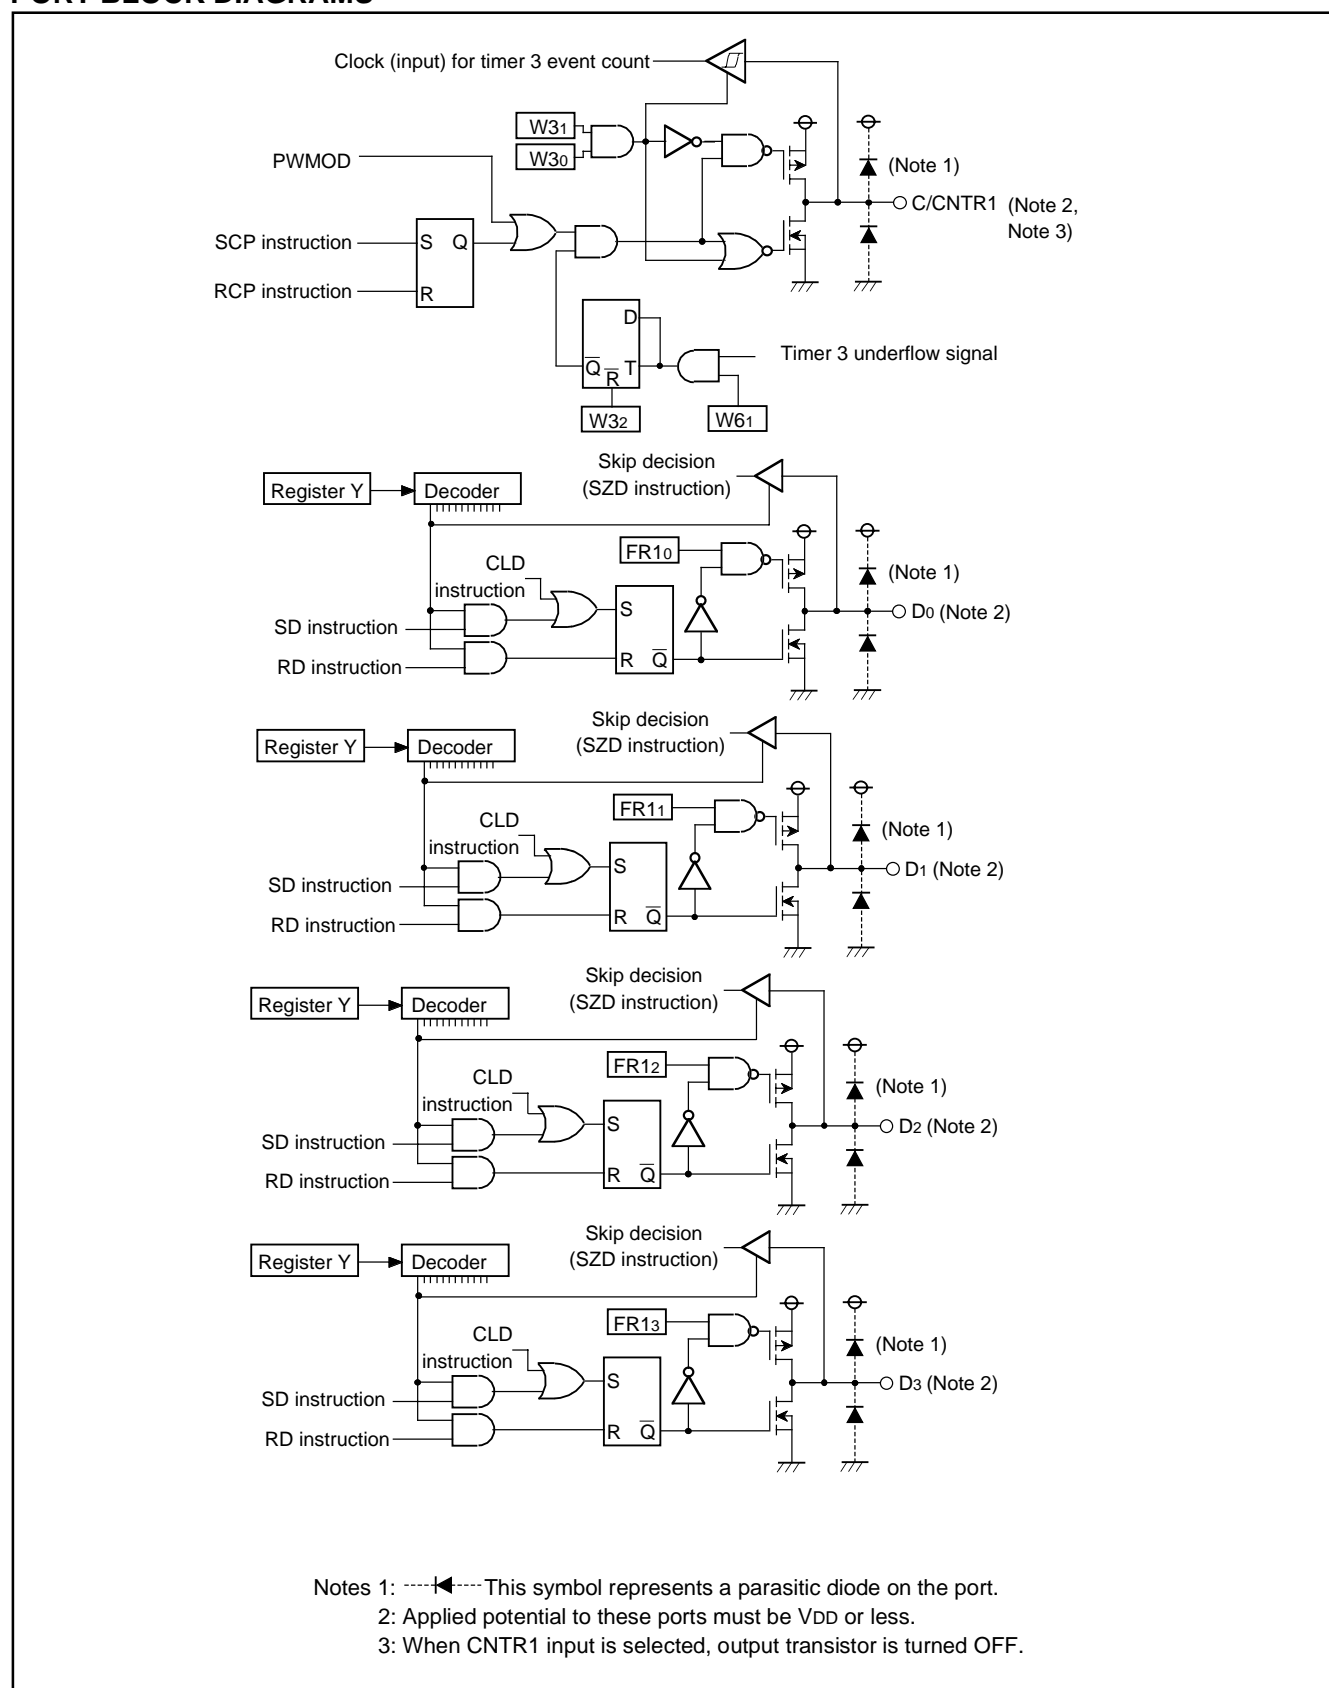 PORT BLOCK DIAGRAMS
Clock (input) for timer 3 event count
W31
W30
PWMOD
(Note 1)
C/CNTR1 (Note 2,
Note 3)
SCP instruction
S Q
RCP instruction
R
D
Q R T
Timer 3 underflow signal
W32
W61
Skip decision
(SZD instruction)
Register Y
Decoder
FR10
CLD
instruction
(Note 1)
S
D0 (Note 2)
SD instruction
RD instruction
R Q
Skip decision
(SZD instruction)
Register Y
Decoder
FR11
CLD
instruction
(Note 1)
S
D1 (Note 2)
SD instruction
RD instruction
R Q
Skip decision
(SZD instruction)
Register Y
Decoder
FR12
CLD
instruction
(Note 1)
S
D2 (Note 2)
SD instruction
RD instruction
R Q
Skip decision
(SZD instruction)
Register Y
Decoder
FR13
CLD
instruction
(Note 1)
S
D3 (Note 2)
SD instruction
RD instruction
R Q
Notes 1: This symbol represents a parasitic diode on the port.
2: Applied potential to these ports must be VDD or less.
3: When CNTR1 input is selected, output transistor is turned OFF.